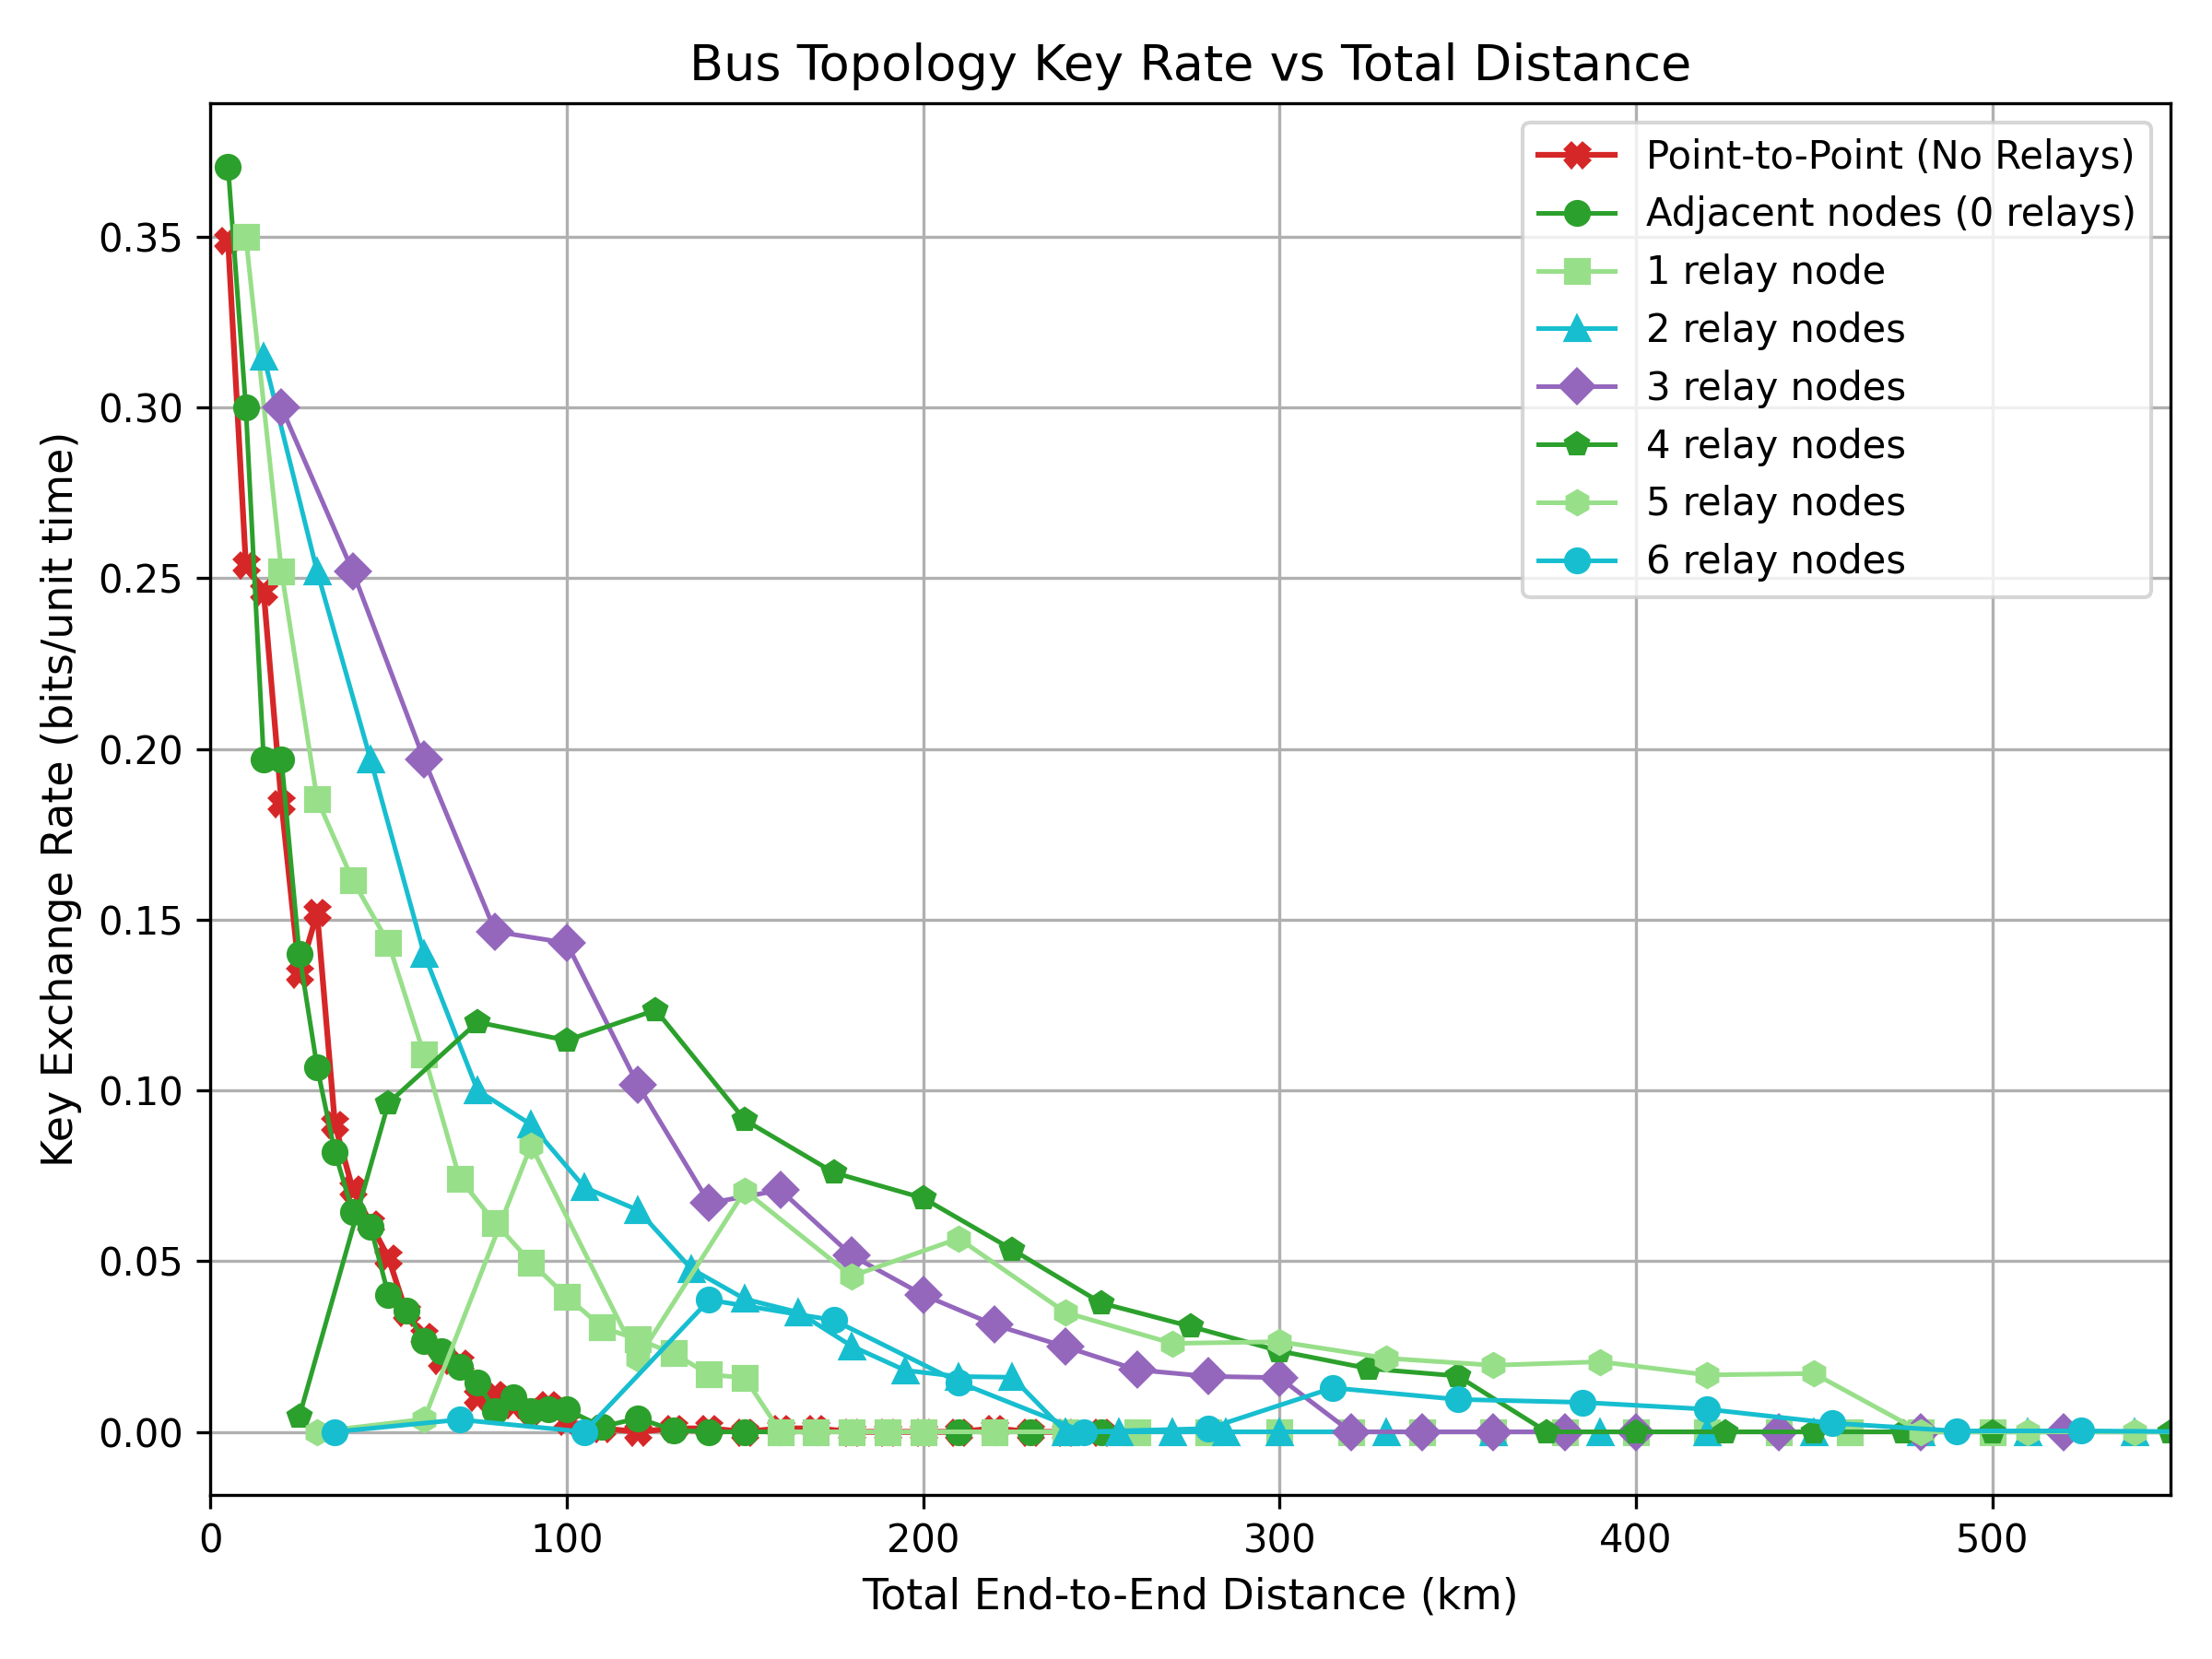 Bus Topology Key Rate vs Total Distance
Key Exchange Rate (bits/unit time)
0.35
0.30
0.25
0.20
0.15
0.10
0.05
0.00
Point-to-Point (No Relays)
Adjacent nodes (0 relays)
1 relay node
2 relay nodes
3 relay nodes
4 relay nodes
5 relay nodes
6 relay nodes
0 100 200 300 400 500
Total End-to-End Distance (km)